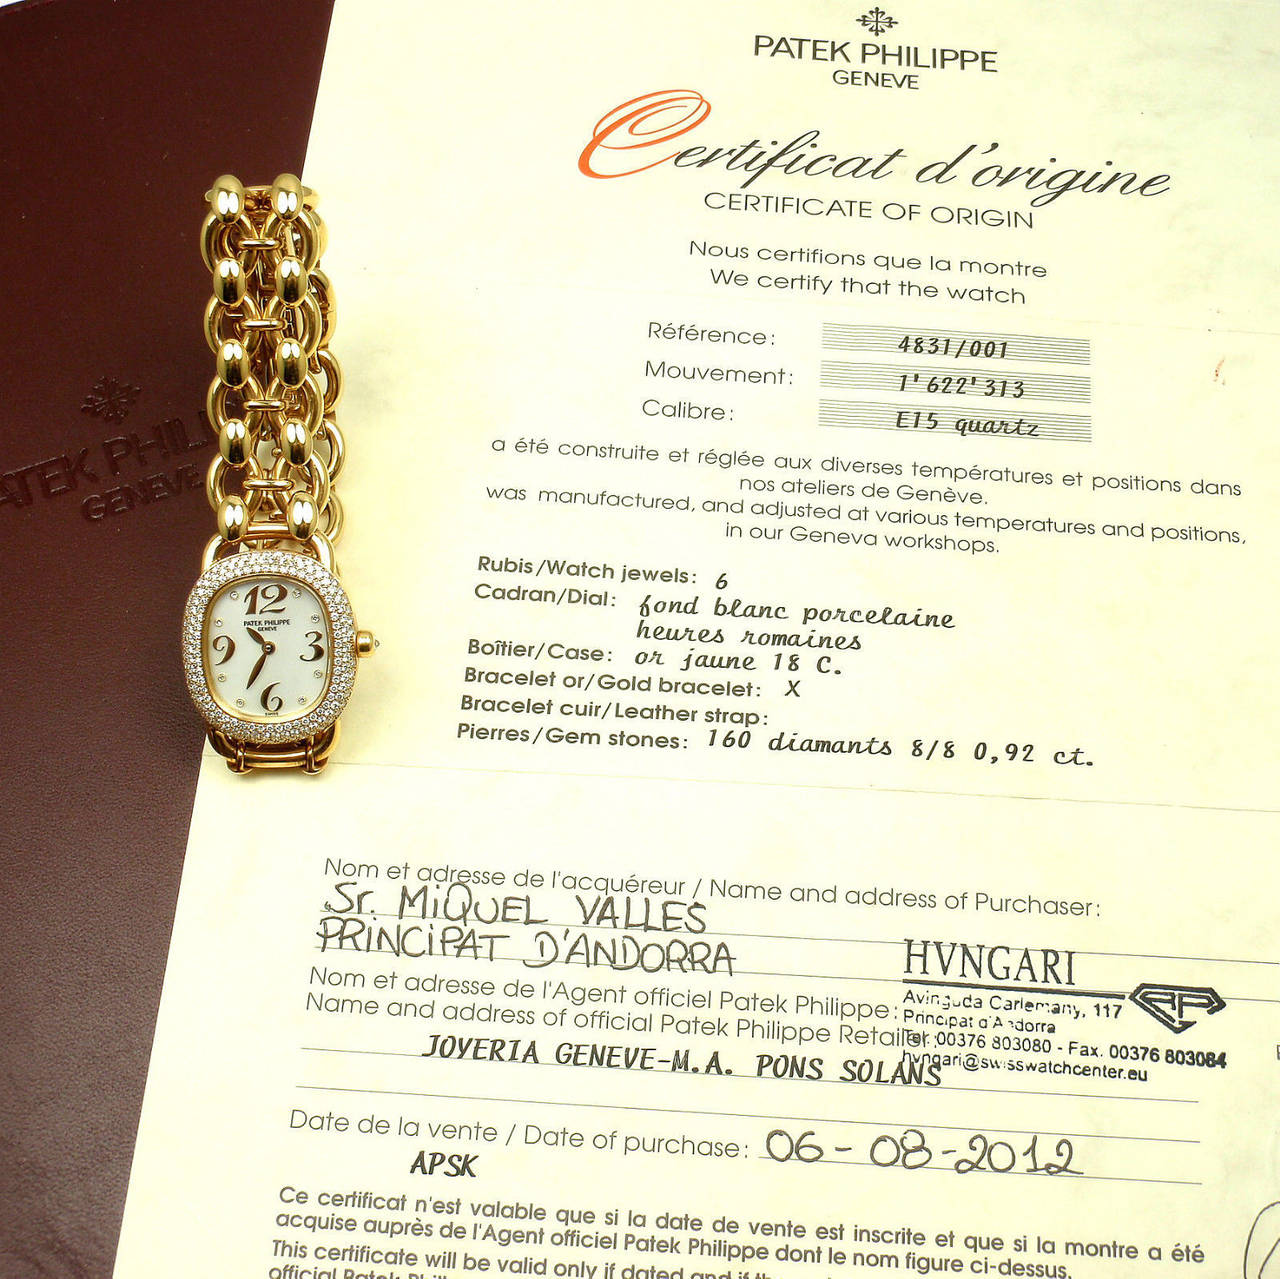 PATEK PHILIPPE
GENEVE
Certificat d'origine
CERTIFICATE OF ORIGIN
Nous certifions que la montre
We certify that the watch
Référence: 4831/001
Mouvement: 1'622'313
Calibre: E15 quartz
a été construite et réglée aux diverses températures et positions dans
nos ateliers de Genève.
was manufactured, and adjusted at various temperatures and positions,
in our Geneva workshops.
Rubis/Watch jewels: 6
Cadran/Dial: fond blanc porcelaine
heures romaines
Boîtier/Case: or jaune 18 C.
Bracelet or/Gold bracelet: X
Bracelet cuir/Leather strap:
Pierres/Gem stones: 160 diamants 8/8 0,92 ct.
Nom et adresse de l'acquéreur / Name and address of Purchaser:
Sr. MIQUEL VALLES
PRINCIPAT D'ANDORRA
Nom et adresse de l'Agent officiel Patek Philippe:
Name and address of official Patek Philippe Retailer:
JOYERIA GENEVE-M.A. PONS SOLANS
HVNGARI
Avinguda Carlemany, 117
Principat d'Andorra
Tel. 00376 803080 - Fax. 00376 803084
hvngari@swisswatchcenter.eu
Date de la vente / Date of purchase: 06-08-2012
APSK
Ce certificat n'est valable que si la date de vente est inscrite et que si la montre a été
acquise auprès de l'Agent officiel Patek Philippe dont le nom figure ci-dessus.
This certificate will be valid only if dated and if
official
PATEK PHILI
GENEVE
12
PATEK PHILIPPE
GENEVE
9 3
6
SWISS